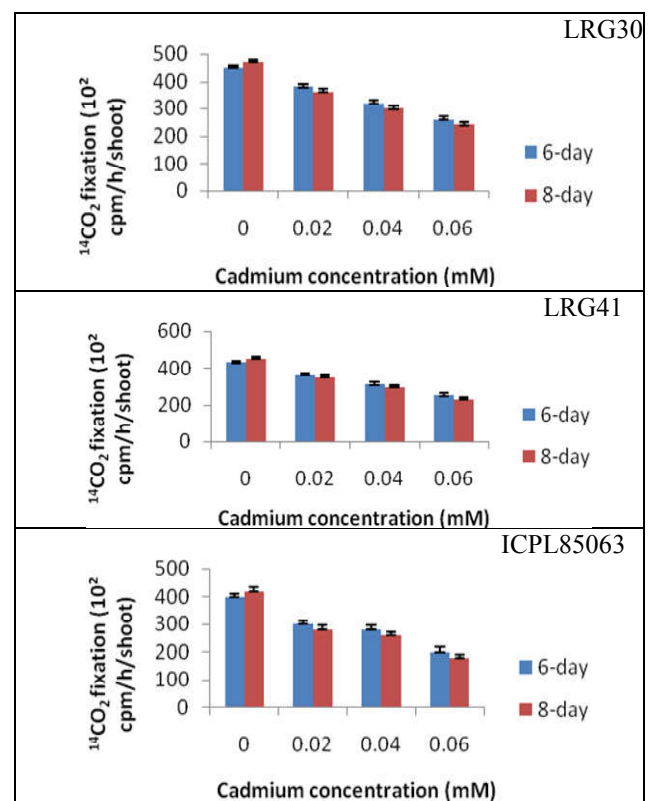 LRG30
500
400
300
200
100
0
¹⁴CO₂ fixation (10²
cpm/h/shoot)
0 0.02 0.04 0.06
Cadmium concentration (mM)
6-day
8-day
LRG41
600
400
200
0
¹⁴CO₂ fixation (10²
cpm/h/shoot)
0 0.02 0.04 0.06
Cadmium concentration (mM)
6-day
8-day
ICPL85063
500
400
300
200
100
0
¹⁴CO₂ fixation (10²
cpm/h/shoot)
0 0.02 0.04 0.06
Cadmium concentration (mM)
6-day
8-day